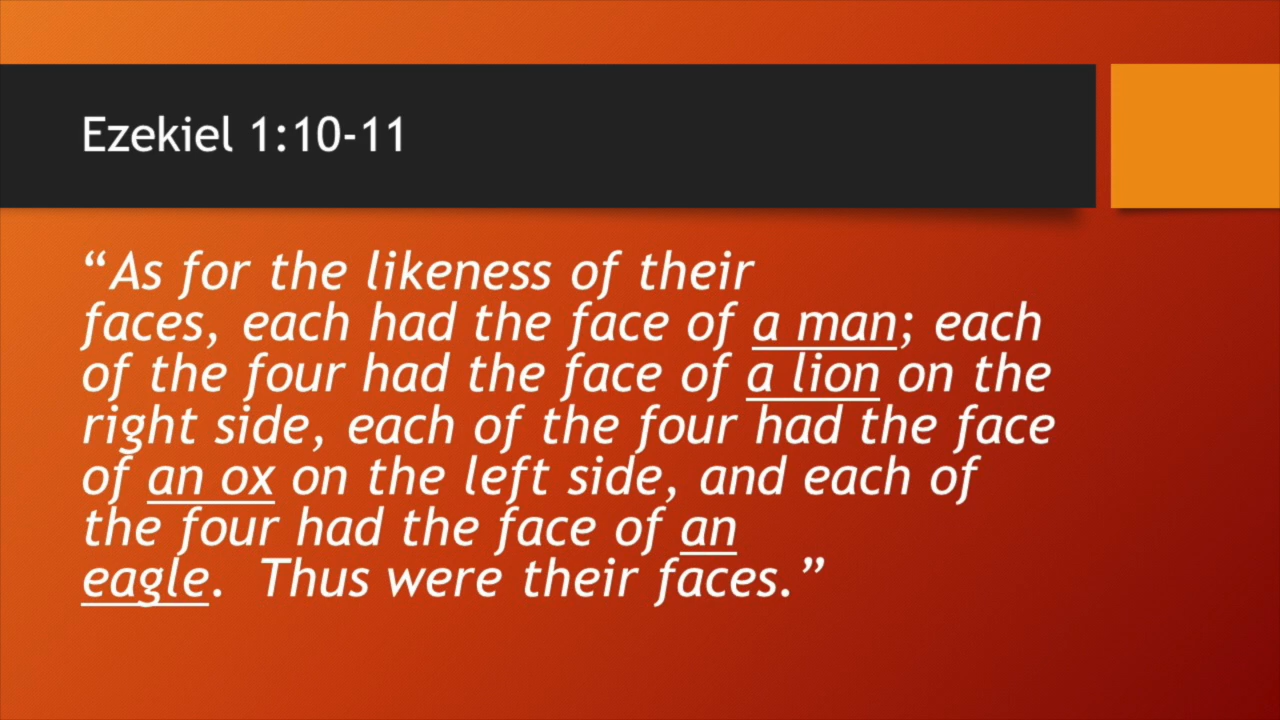 Ezekiel 1:10-11
“As for the likeness of their
faces, each had the face of a man; each
of the four had the face of a lion on the
right side, each of the four had the face
of an ox on the left side, and each of
the four had the face of an
eagle.  Thus were their faces.”